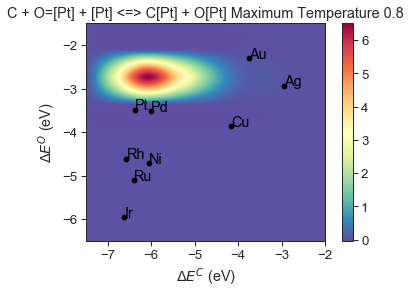 C + O=[Pt] + [Pt] <=> C[Pt] + O[Pt] Maximum Temperature 0.8
ΔE^O (eV)
−2
−3
−4
−5
−6
Au
Ag
Pt
Pd
Cu
Rh
Ni
Ru
Ir
−7
−6
−5
−4
−3
−2
ΔE^C (eV)
6
5
4
3
2
1
0